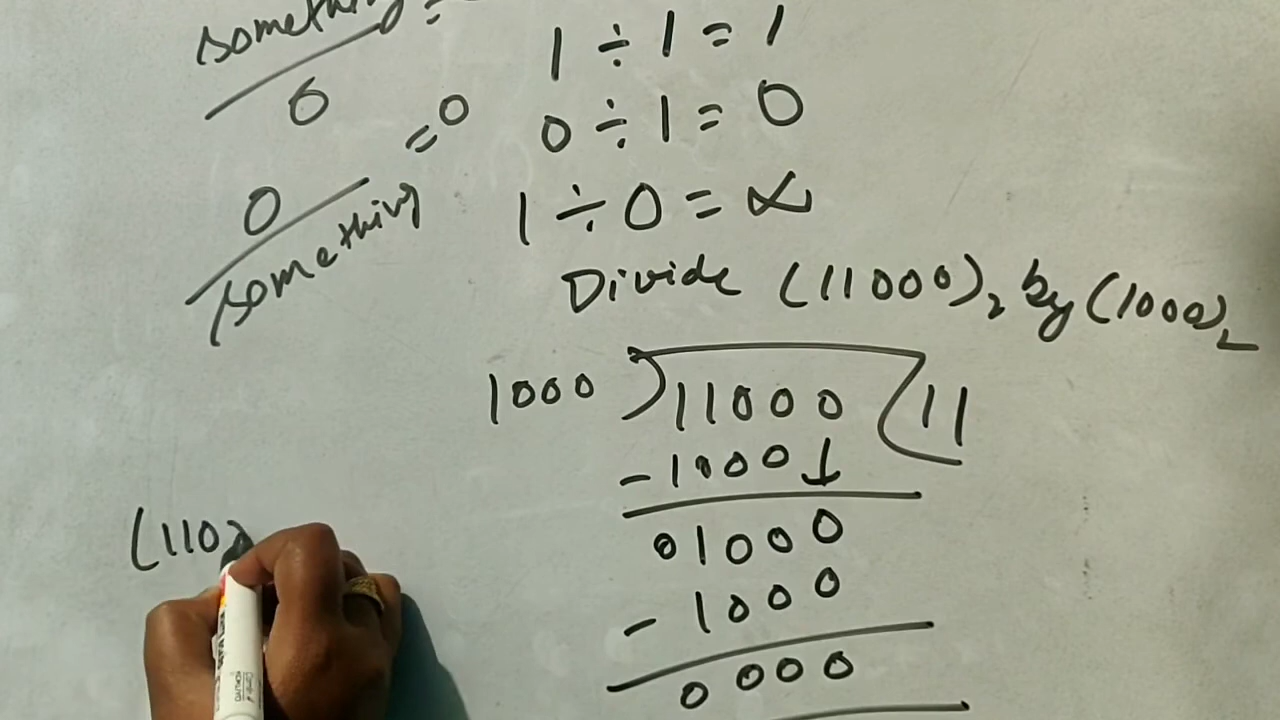 something =
0
0 = 0
something
1 ÷ 1 = 1
0 ÷ 1 = 0
1 ÷ 0 = ∝
Divide (11000)₂ by (1000)₂
1000 ) 11000 ( 11
- 1000 ↓
01000
- 1000
0000
(110